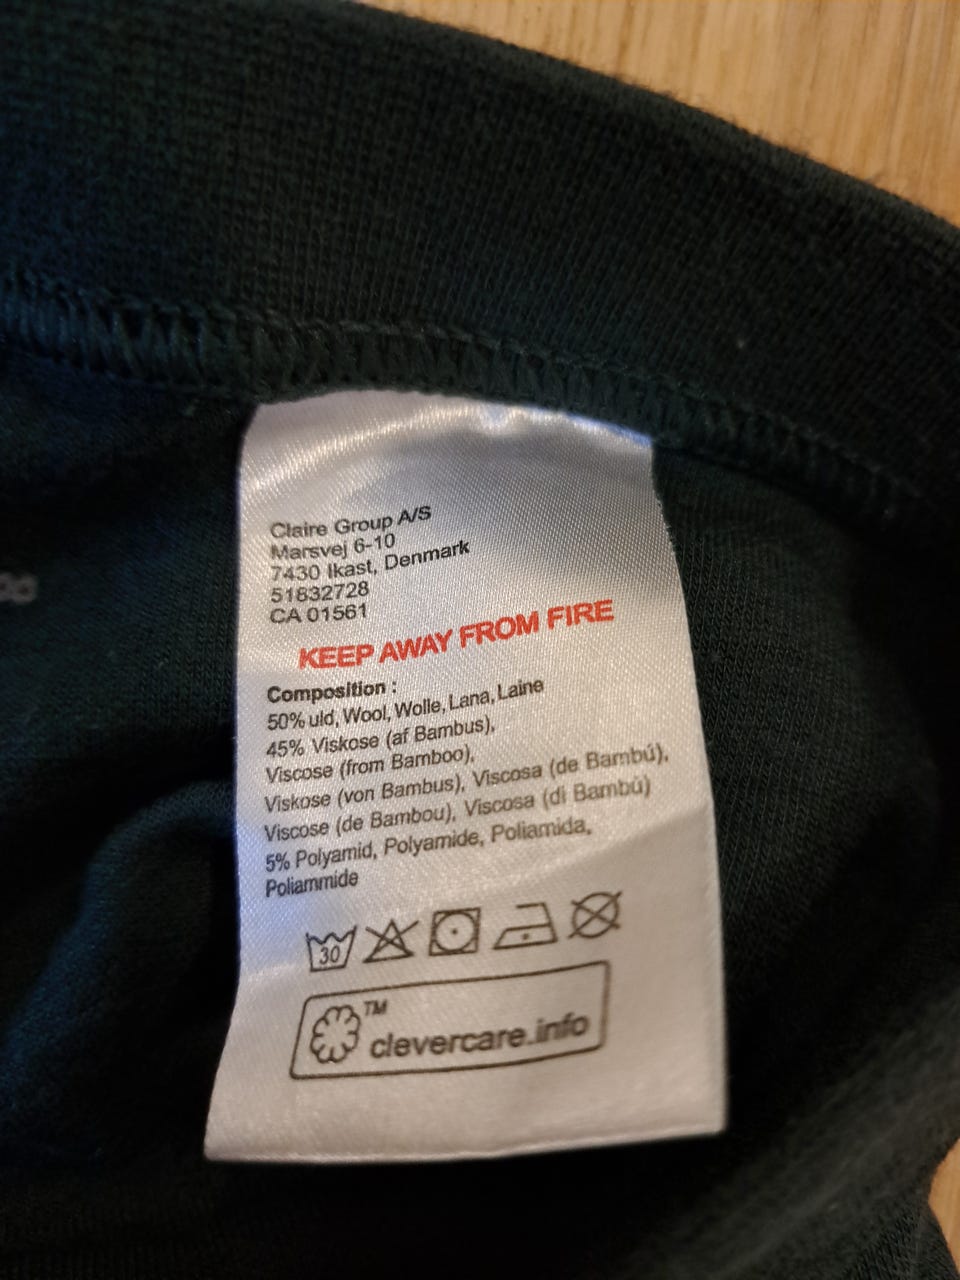 Claire Group A/S
Marsvej 6-10
7430 Ikast, Denmark
51832728
CA 01561
KEEP AWAY FROM FIRE
Composition :
50% uld, Wool, Wolle, Lana, Laine
45% Viskose (af Bambus),
Viscose (from Bamboo),
Viskose (von Bambus), Viscosa (de Bambú),
Viscose (de Bambou), Viscosa (di Bambú)
5% Polyamid, Polyamide, Poliamida,
Poliammide
30
TM
clevercare.info